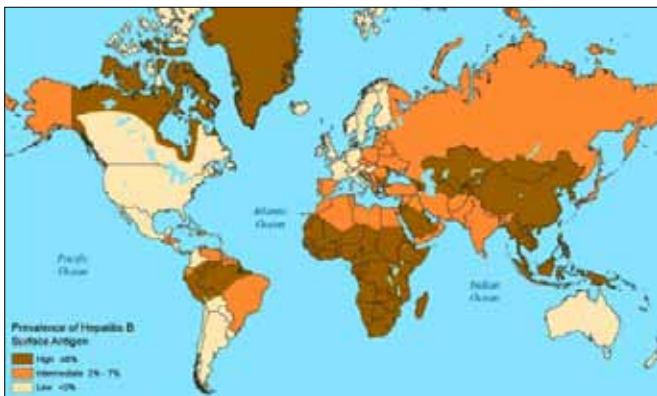 Atlantic
Ocean
Pacific
Ocean
Indian
Ocean
Prevalence of Hepatitis B
Surface Antigen
High ≥8%
Intermediate 2% - 7%
Low <2%